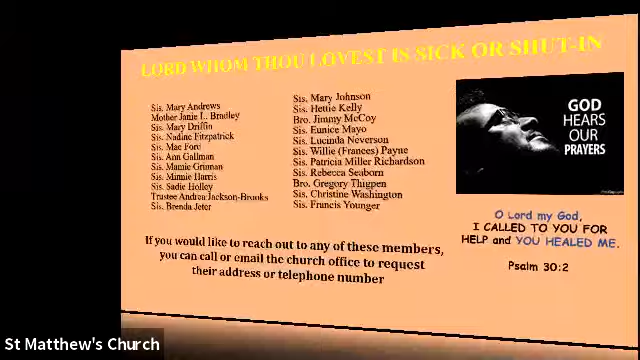 LORD WHOM THOU LOVEST IS SICK OR SHUT-IN
Sis. Mary Andrews
Mother Janie L. Bradley
Sis. Mary Driffin
Sis. Nadine Fitzpatrick
Sis. Mae Ford
Sis. Ann Gallman
Sis. Mamie Grinnan
Sis. Minnie Harris
Sis. Sadie Holley
Trustee Andrea Jackson-Brooks
Sis. Brenda Jeter
Sis. Mary Johnson
Sis. Hettie Kelly
Bro. Jimmy McCoy
Sis. Eunice Mayo
Sis. Lucinda Neverson
Sis. Willie (Frances) Payne
Sis. Patricia Miller Richardson
Sis. Rebecca Seaborn
Bro. Gregory Thigpen
Sis. Christine Washington
Sis. Francis Younger
GOD
HEARS
OUR
PRAYERS
O Lord my God,
I CALLED TO YOU FOR
HELP and YOU HEALED ME.
Psalm 30:2
If you would like to reach out to any of these members,
you can call or email the church office to request
their address or telephone number
St Matthew's Church